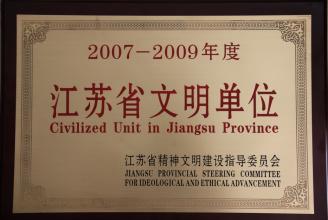 2007-2009年度
江苏省文明单位
Civilized Unit in Jiangsu Province
江苏省精神文明建设指导委员会
JIANGSU PROVINCIAL STEERING COMMITTEE
FOR IDEOLOGICAL AND ETHICAL ADVANCEMENT